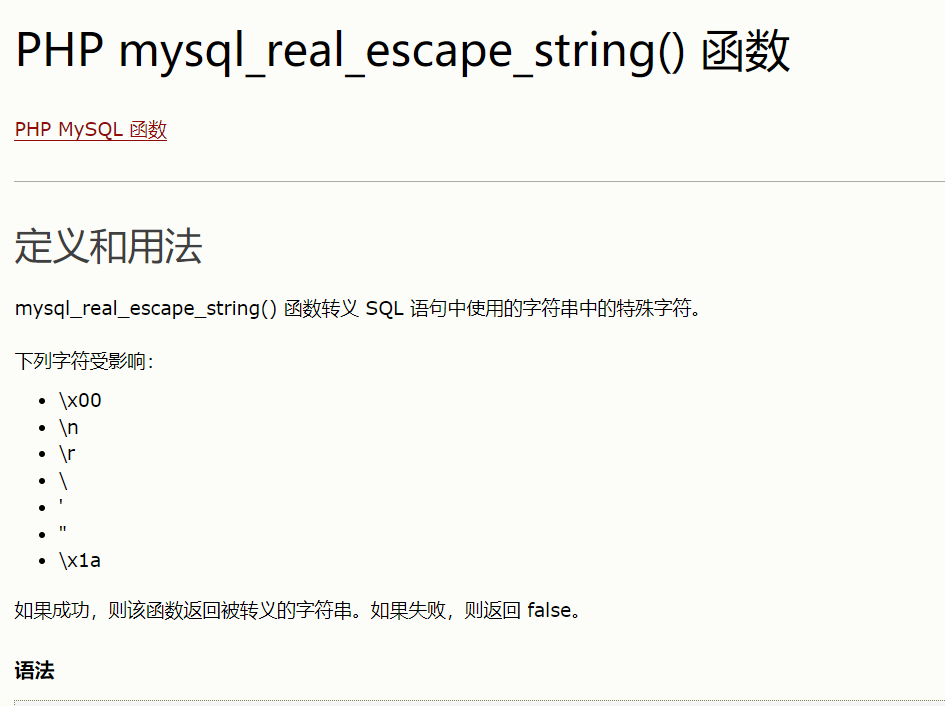 PHP mysql_real_escape_string() 函数
PHP MySQL 函数
定义和用法
mysql_real_escape_string() 函数转义 SQL 语句中使用的字符串中的特殊字符。
下列字符受影响：
• \x00
• \n
• \r
• \
• '
• "
• \x1a
如果成功，则该函数返回被转义的字符串。如果失败，则返回 false。
语法